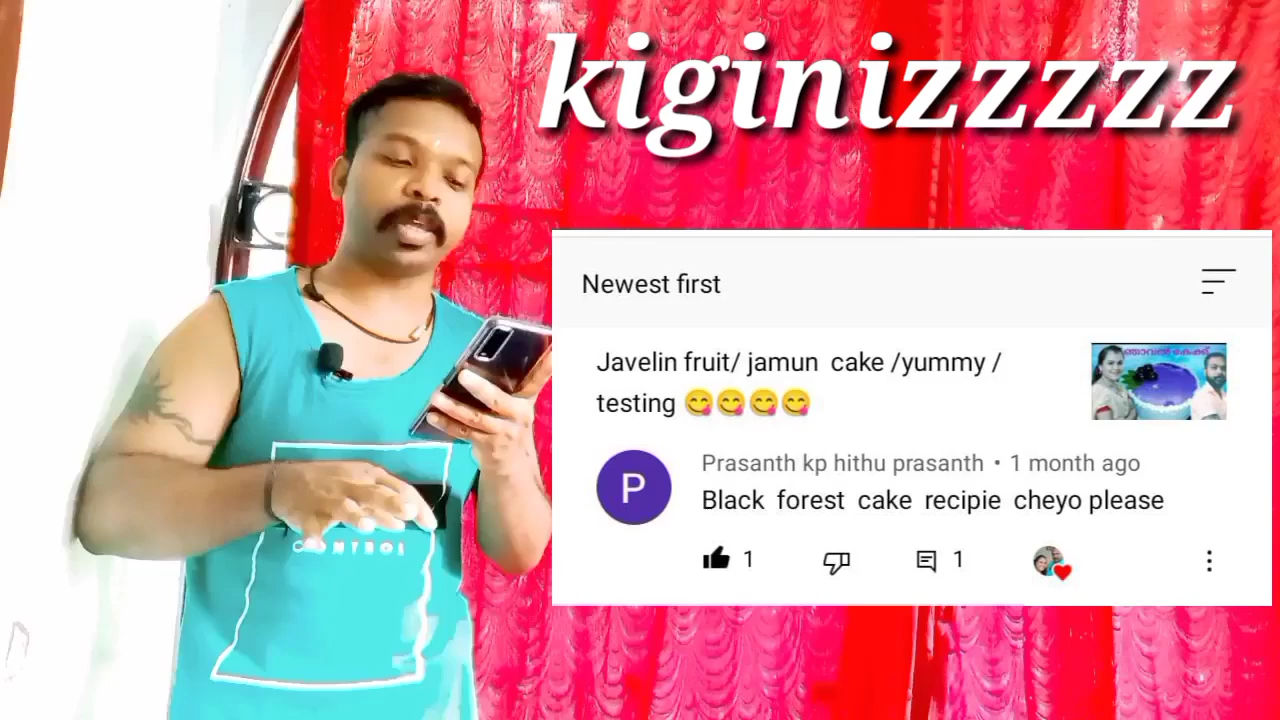 kiginizzzzz
Newest first
Javelin fruit/ jamun cake /yummy /
testing 😋😋😋😋
ഞാവൽ കേക്ക്
P
Prasanth kp hithu prasanth • 1 month ago
Black forest cake recipie cheyo please
1
1
CONTROL